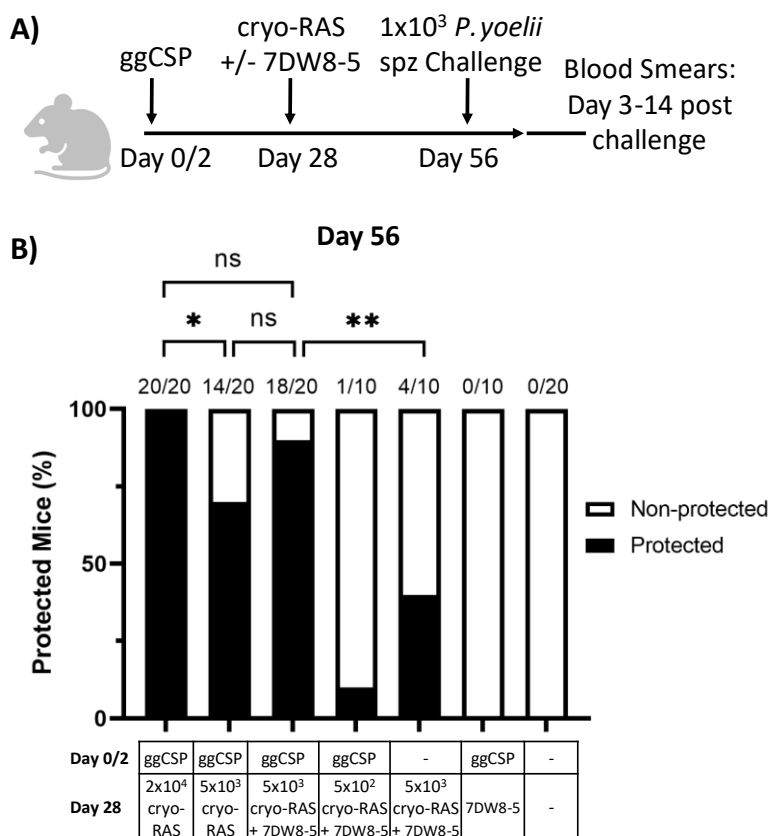 A)
ggCSP
cryo-RAS
+/- 7DW8-5
1x10³ P. yoelii
spz Challenge
Blood Smears:
Day 3-14 post
challenge
Day 0/2
Day 28
Day 56
B)
Day 56
ns
* ns **
20/20 14/20 18/20 1/10 4/10 0/10 0/20
100
50
0
Protected Mice (%)
Non-protected
Protected
Day 0/2 ggCSP ggCSP ggCSP ggCSP - ggCSP -
Day 28
2x10⁴ 5x10³ 5x10³ 5x10² 5x10³
cryo- cryo- cryo-RAS cryo-RAS cryo-RAS 7DW8-5 -
RAS RAS + 7DW8-5 + 7DW8-5 + 7DW8-5